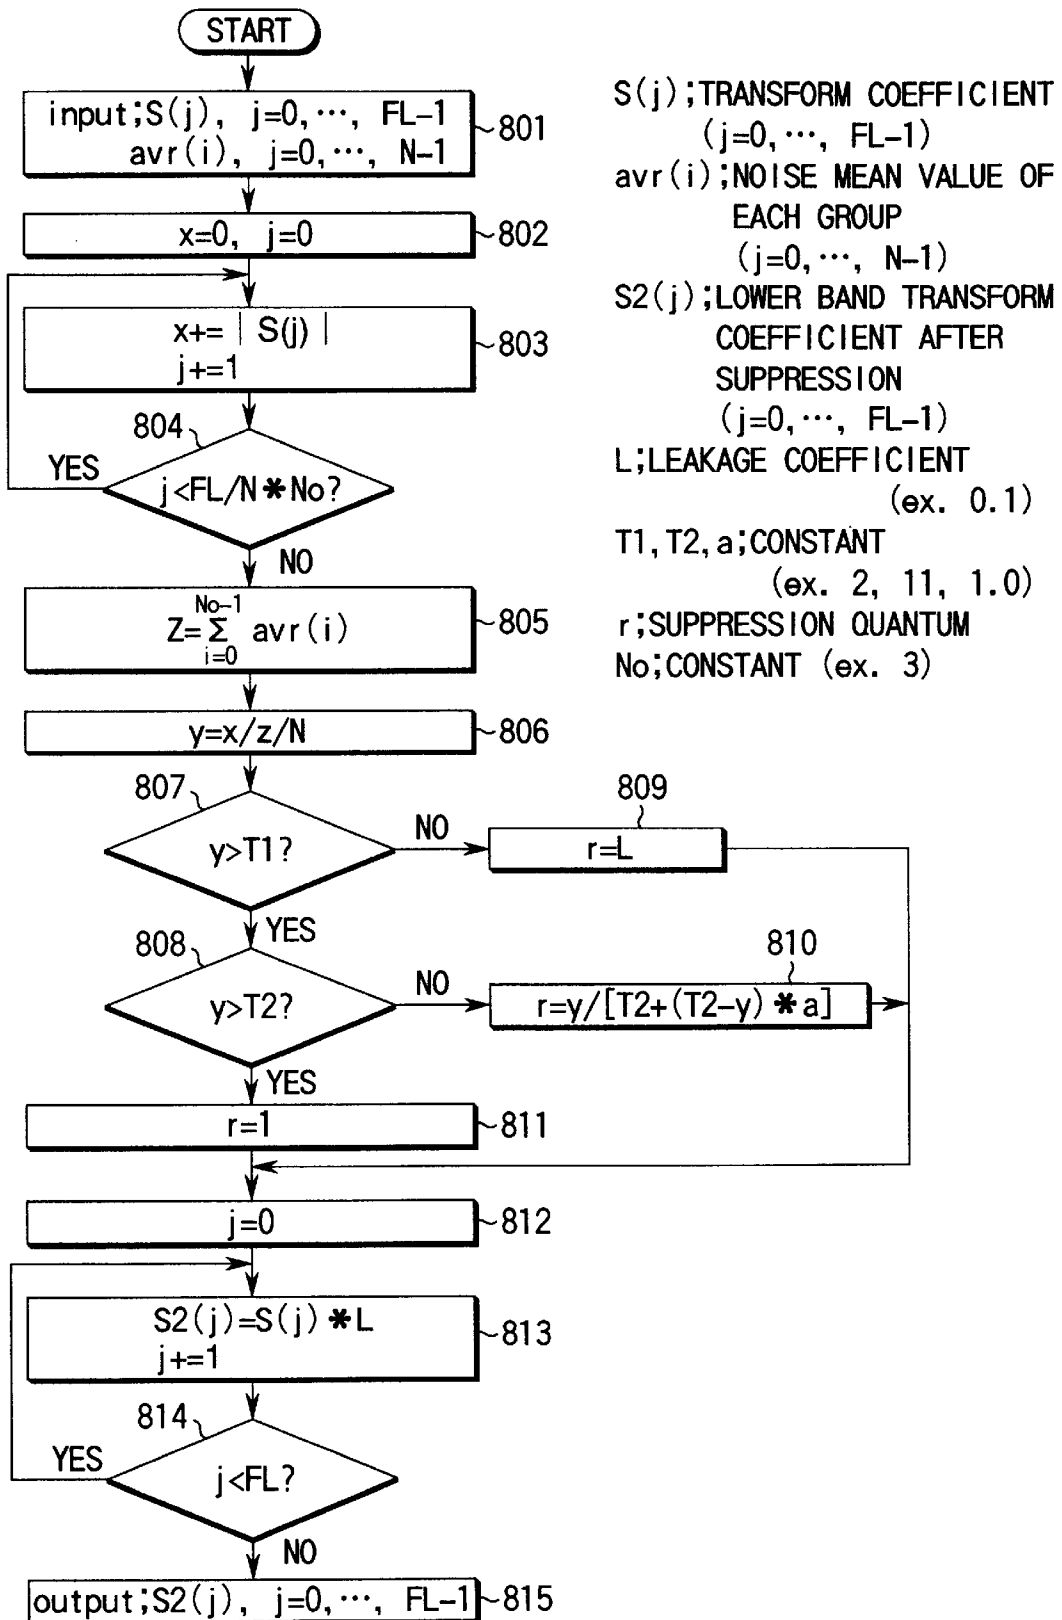 START
input;S(j), j=0,···, FL-1
avr(i), j=0,···, N-1
801
x=0, j=0
802
x+= | S(j) |
j+=1
803
804
YES
j<FL/N*No?
NO
No-1
Z=Σ avr(i)
i=0
805
y=x/z/N
806
807
y>T1?
NO
809
r=L
YES
808
y>T2?
NO
810
r=y/[T2+(T2-y)*a]
YES
r=1
811
j=0
812
S2(j)=S(j)*L
j+=1
813
814
YES
j<FL?
NO
output;S2(j), j=0,···, FL-1
815
S(j);TRANSFORM COEFFICIENT
(j=0,···, FL-1)
avr(i);NOISE MEAN VALUE OF
EACH GROUP
(j=0,···, N-1)
S2(j);LOWER BAND TRANSFORM
COEFFICIENT AFTER
SUPPRESSION
(j=0,···, FL-1)
L;LEAKAGE COEFFICIENT
(ex. 0.1)
T1,T2,a;CONSTANT
(ex. 2, 11, 1.0)
r;SUPPRESSION QUANTUM
No;CONSTANT (ex. 3)